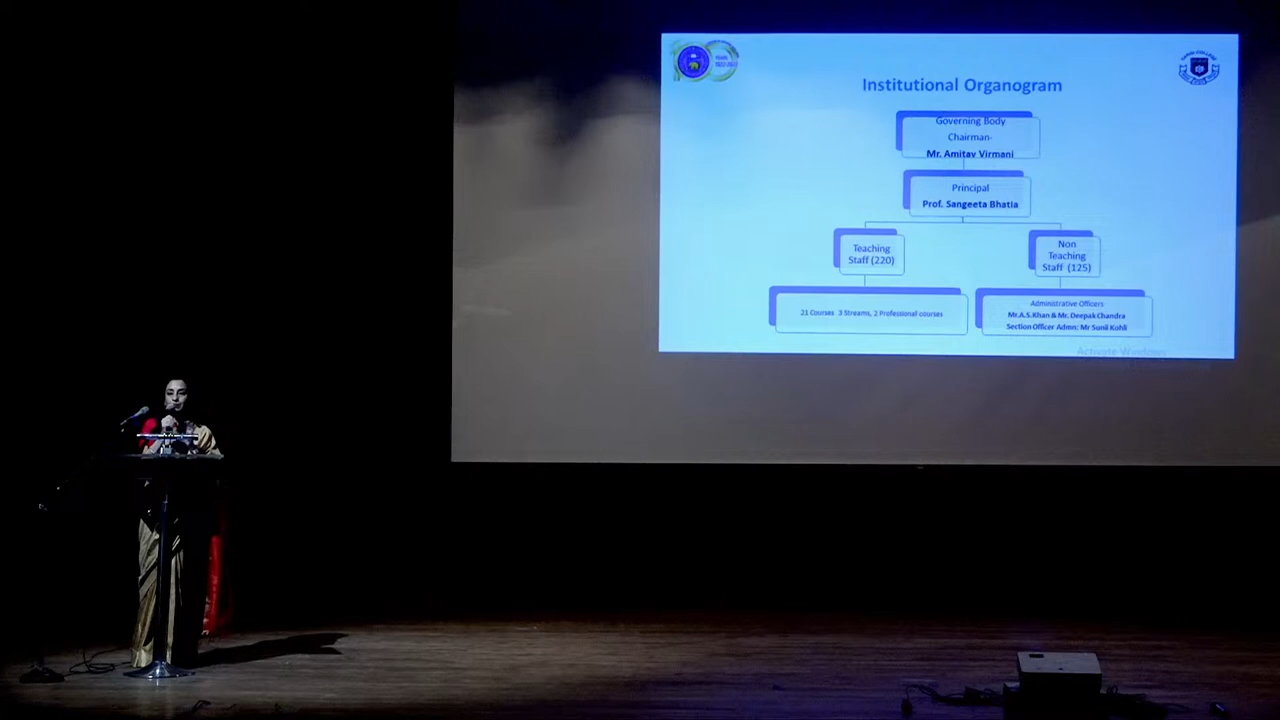 Institutional Organogram
Governing Body
Chairman-
Mr. Amitav Virmani
Principal
Prof. Sangeeta Bhatia
Teaching
Staff (220)
Non
Teaching
Staff (125)
21 Courses 3 Streams, 2 Professional courses
Administrative Officers
Mr.A.S.Khan & Mr. Deepak Chandra
Section Officer Admn: Mr Sunil Kohli
Activate Windows